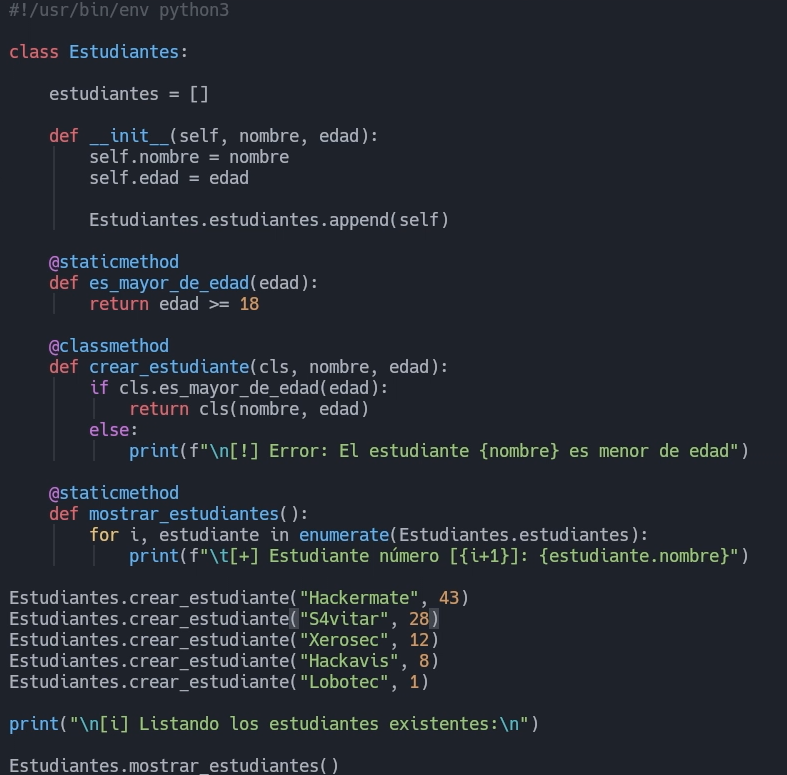 #!/usr/bin/env python3
class Estudiantes:
    estudiantes = []
    def __init__(self, nombre, edad):
        self.nombre = nombre
        self.edad = edad
        Estudiantes.estudiantes.append(self)
    @staticmethod
    def es_mayor_de_edad(edad):
        return edad >= 18
    @classmethod
    def crear_estudiante(cls, nombre, edad):
        if cls.es_mayor_de_edad(edad):
            return cls(nombre, edad)
        else:
            print(f"\n[!] Error: El estudiante {nombre} es menor de edad")
    @staticmethod
    def mostrar_estudiantes():
        for i, estudiante in enumerate(Estudiantes.estudiantes):
            print(f"\t[+] Estudiante número [{i+1}]: {estudiante.nombre}")
Estudiantes.crear_estudiante("Hackermate", 43)
Estudiantes.crear_estudiante("S4vitar", 28)
Estudiantes.crear_estudiante("Xerosec", 12)
Estudiantes.crear_estudiante("Hackavis", 8)
Estudiantes.crear_estudiante("Lobotec", 1)
print("\n[i] Listando los estudiantes existentes:\n")
Estudiantes.mostrar_estudiantes()